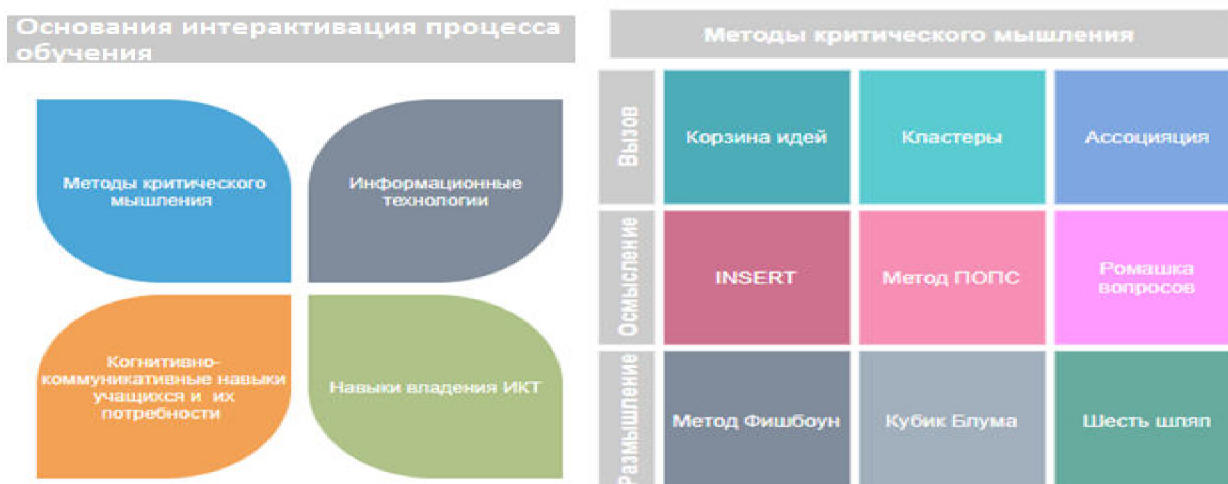 Основания интерактивация процесса
обучения
Методы критического
мышления
Информационные
технологии
Когнитивно-
коммуникативные навыки
учащихся и их
потребности
Навыки владения ИКТ
Методы критического мышления
Вызов
Корзина идей
Кластеры
Ассоцияция
Осмысление
INSERT
Метод ПОПС
Ромашка
вопросов
Размышление
Метод Фишбоун
Кубик Блума
Шесть шляп